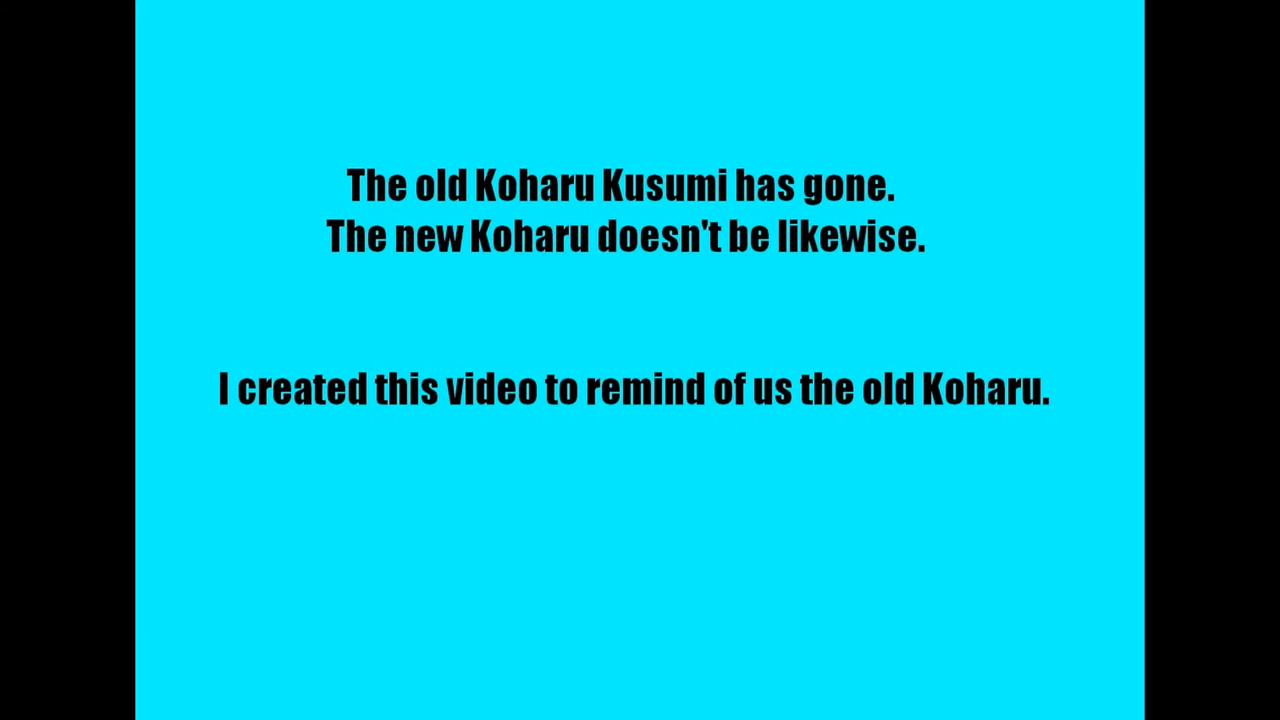 The old Koharu Kusumi has gone.
The new Koharu doesn't be likewise.
I created this video to remind of us the old Koharu.